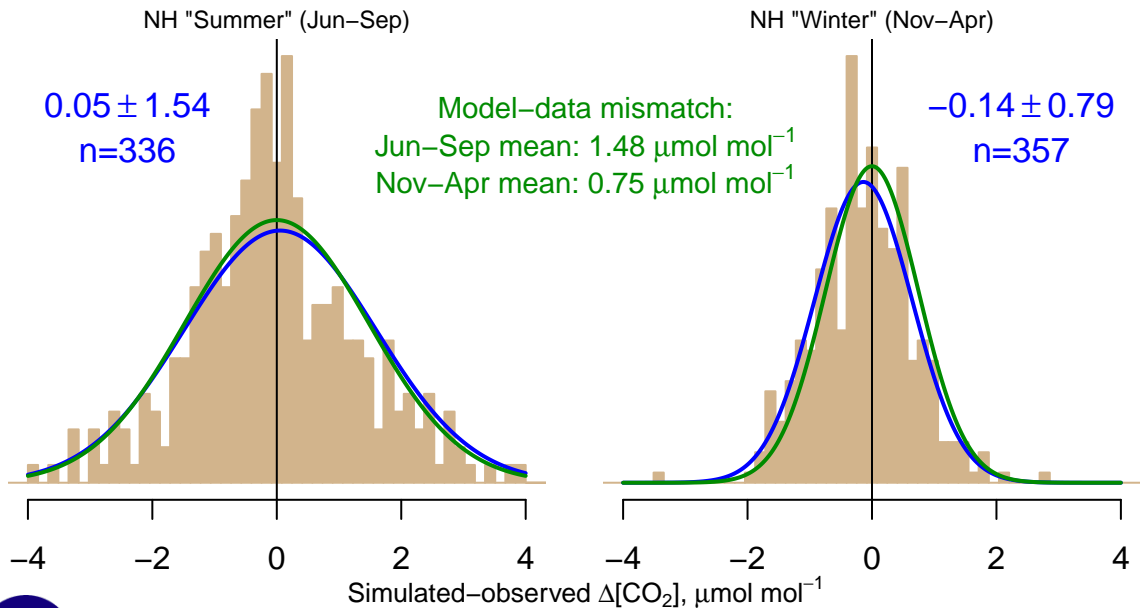 NH "Summer" (Jun−Sep)
NH "Winter" (Nov−Apr)
0.05 ± 1.54
n=336
Model−data mismatch:
Jun−Sep mean: 1.48 μmol mol⁻¹
Nov−Apr mean: 0.75 μmol mol⁻¹
−0.14 ± 0.79
n=357
−4 −2 0 2 4
−4 −2 0 2 4
Simulated−observed Δ[CO₂], μmol mol⁻¹